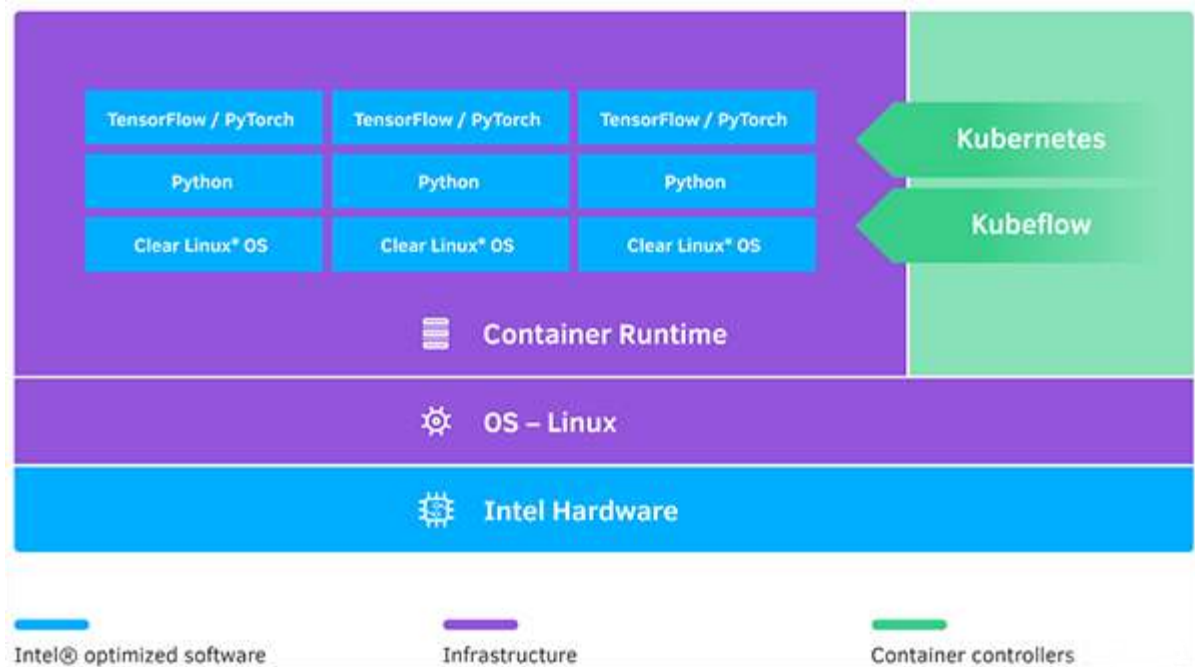 TensorFlow / PyTorch TensorFlow / PyTorch TensorFlow / PyTorch
Kubernetes
Python Python Python
Kubeflow
Clear Linux* OS Clear Linux* OS Clear Linux* OS
Container Runtime
OS – Linux
Intel Hardware
Intel® optimized software Infrastructure Container controllers